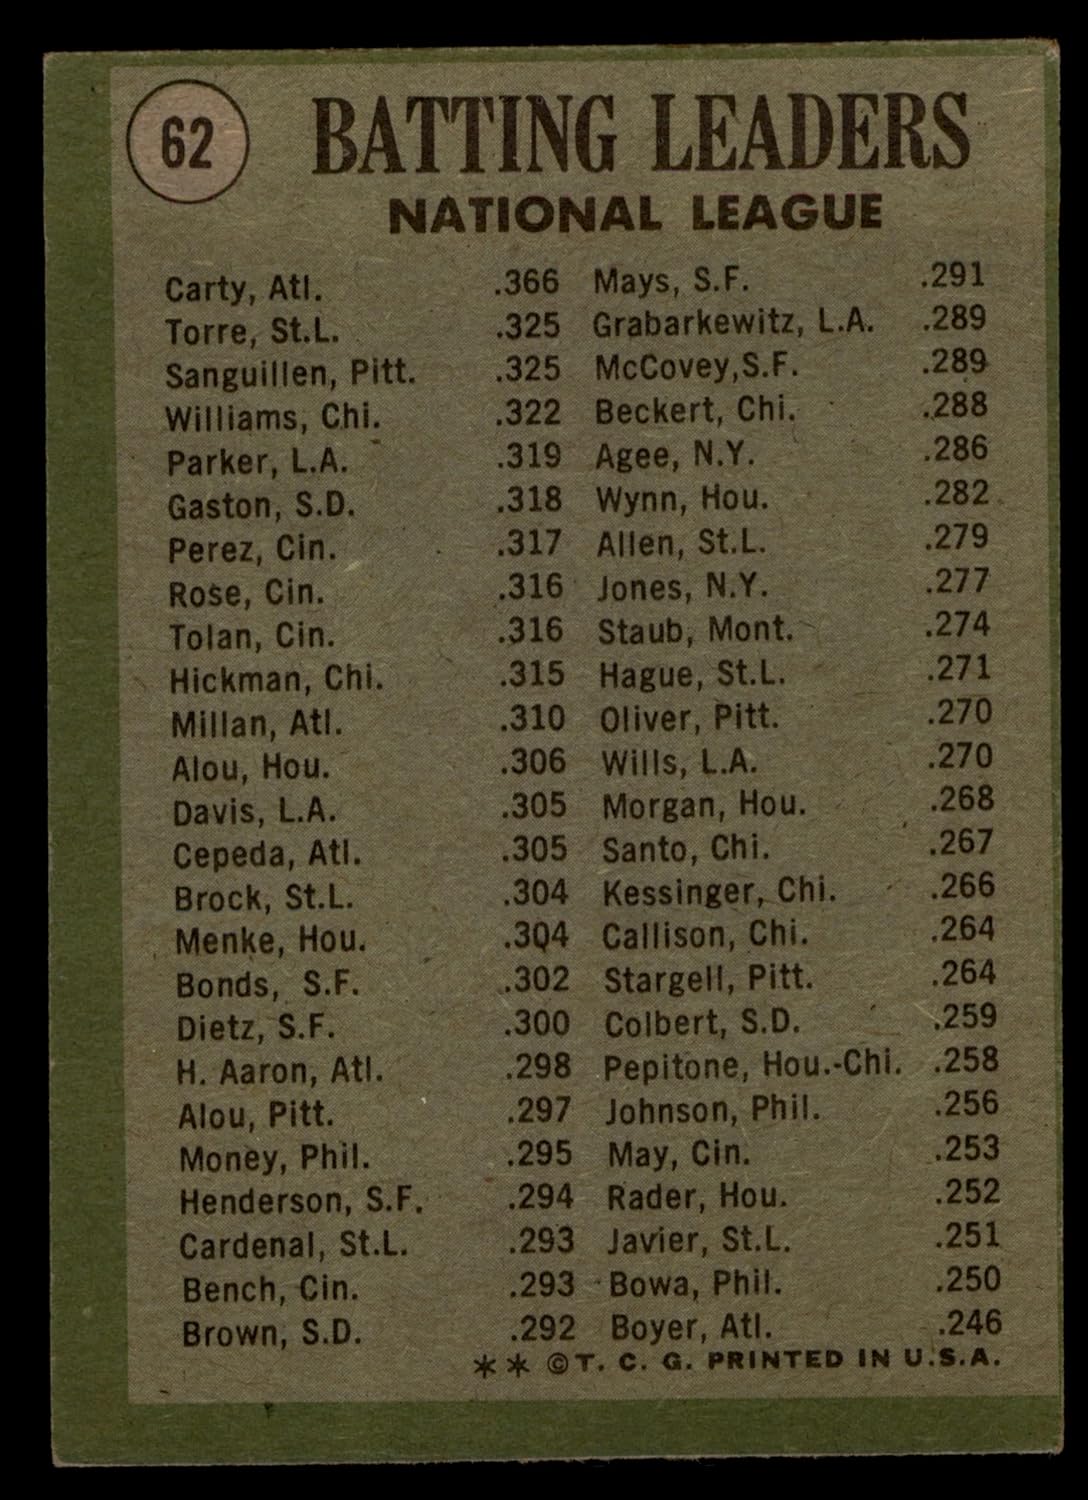 62
BATTING LEADERS
NATIONAL LEAGUE
Carty, Atl. .366
Torre, St.L. .325
Sanguillen, Pitt. .325
Williams, Chi. .322
Parker, L.A. .319
Gaston, S.D. .318
Perez, Cin. .317
Rose, Cin. .316
Tolan, Cin. .316
Hickman, Chi. .315
Millan, Atl. .310
Alou, Hou. .306
Davis, L.A. .305
Cepeda, Atl. .305
Brock, St.L. .304
Menke, Hou. .304
Bonds, S.F. .302
Dietz, S.F. .300
H. Aaron, Atl. .298
Alou, Pitt. .297
Money, Phil. .295
Henderson, S.F. .294
Cardenal, St.L. .293
Bench, Cin. .293
Brown, S.D. .292
Mays, S.F. .291
Grabarkewitz, L.A. .289
McCovey,S.F. .289
Beckert, Chi. .288
Agee, N.Y. .286
Wynn, Hou. .282
Allen, St.L. .279
Jones, N.Y. .277
Staub, Mont. .274
Hague, St.L. .271
Oliver, Pitt. .270
Wills, L.A. .270
Morgan, Hou. .268
Santo, Chi. .267
Kessinger, Chi. .266
Callison, Chi. .264
Stargell, Pitt. .264
Colbert, S.D. .259
Pepitone, Hou.-Chi. .258
Johnson, Phil. .256
May, Cin. .253
Rader, Hou. .252
Javier, St.L. .251
Bowa, Phil. .250
Boyer, Atl. .246
** ©T. C. G. PRINTED IN U.S.A.